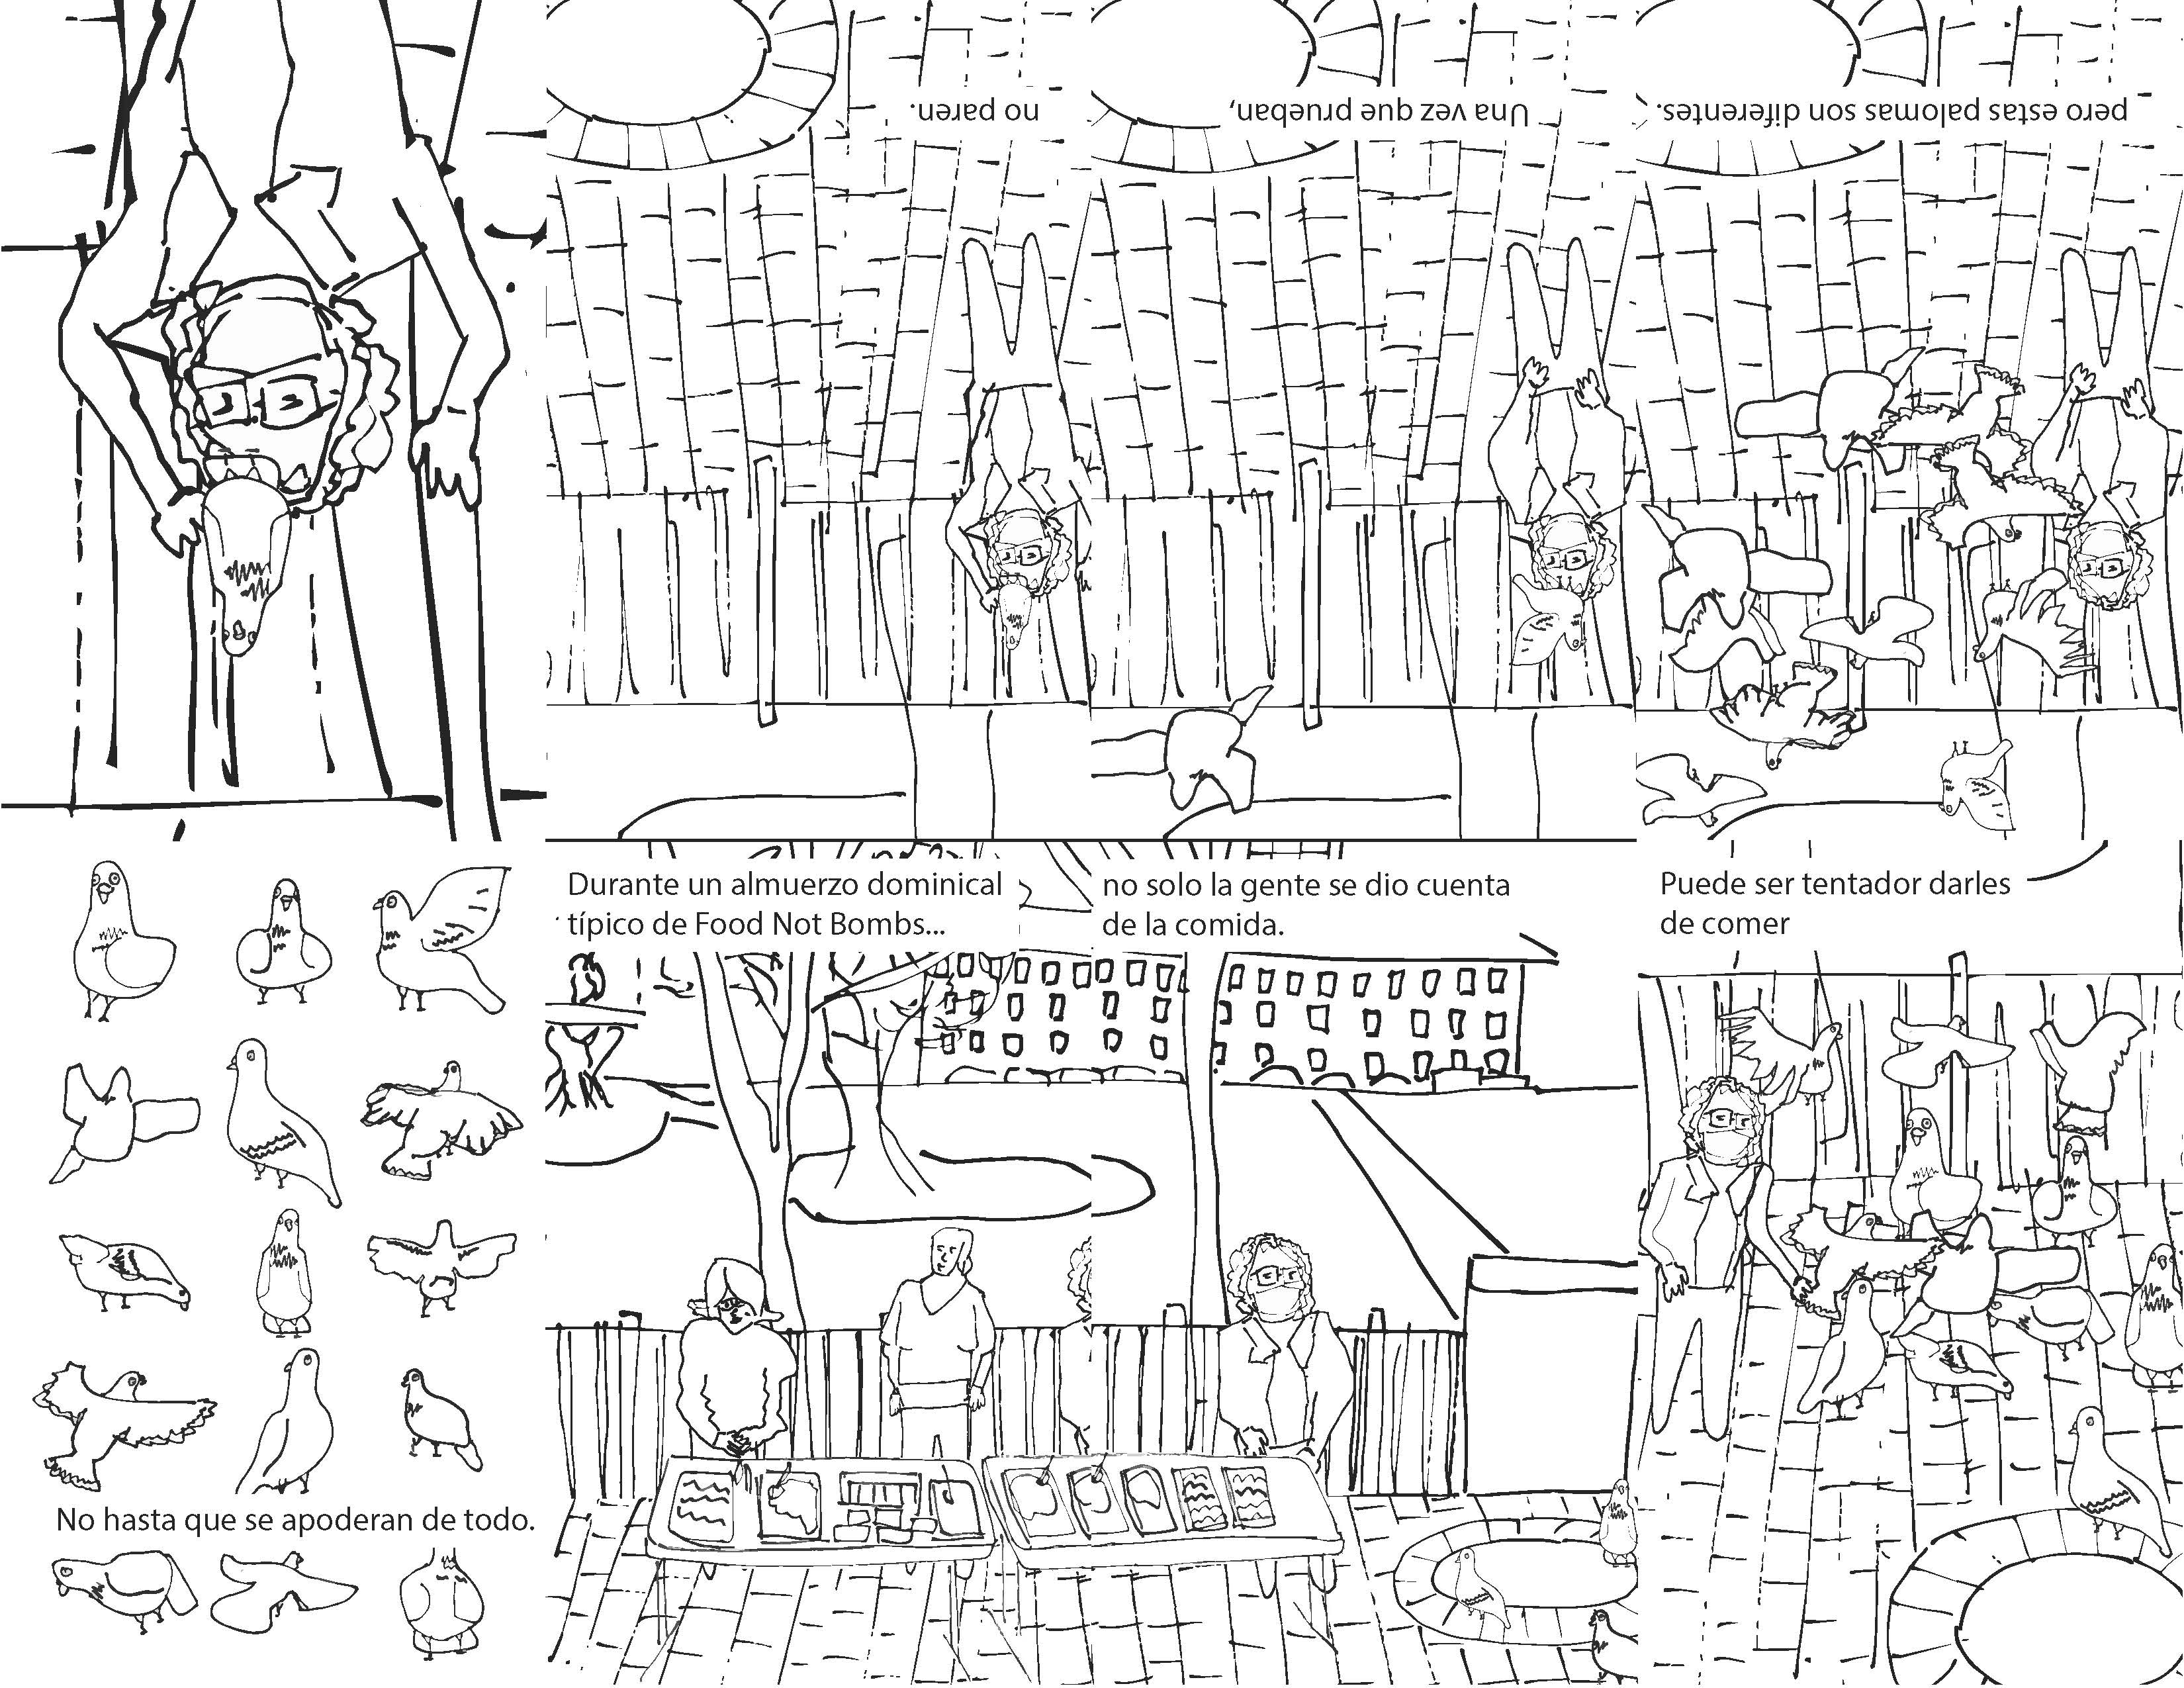 Durante un almuerzo dominical
típico de Food Not Bombs...
no solo la gente se dio cuenta
de la comida.
Puede ser tentador darles
de comer
pero estas palomas son diferentes.
Una vez que prueban,
no paren.
No hasta que se apoderan de todo.